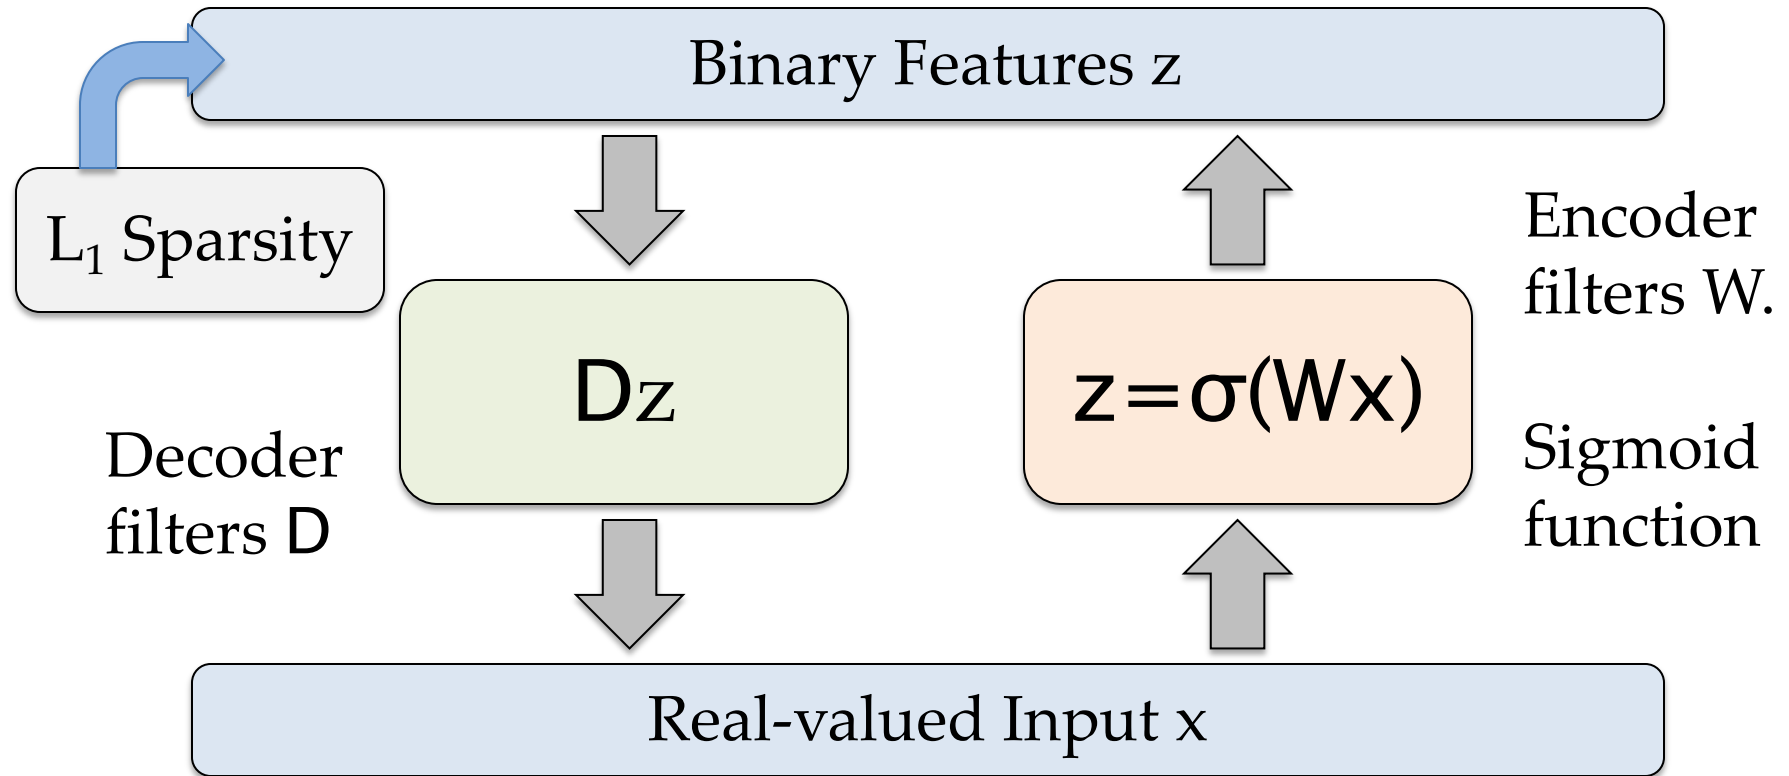 Binary Features z
L₁ Sparsity
Encoder
filters W.
Dz
z=σ(Wx)
Decoder
filters D
Sigmoid
function
Real-valued Input x